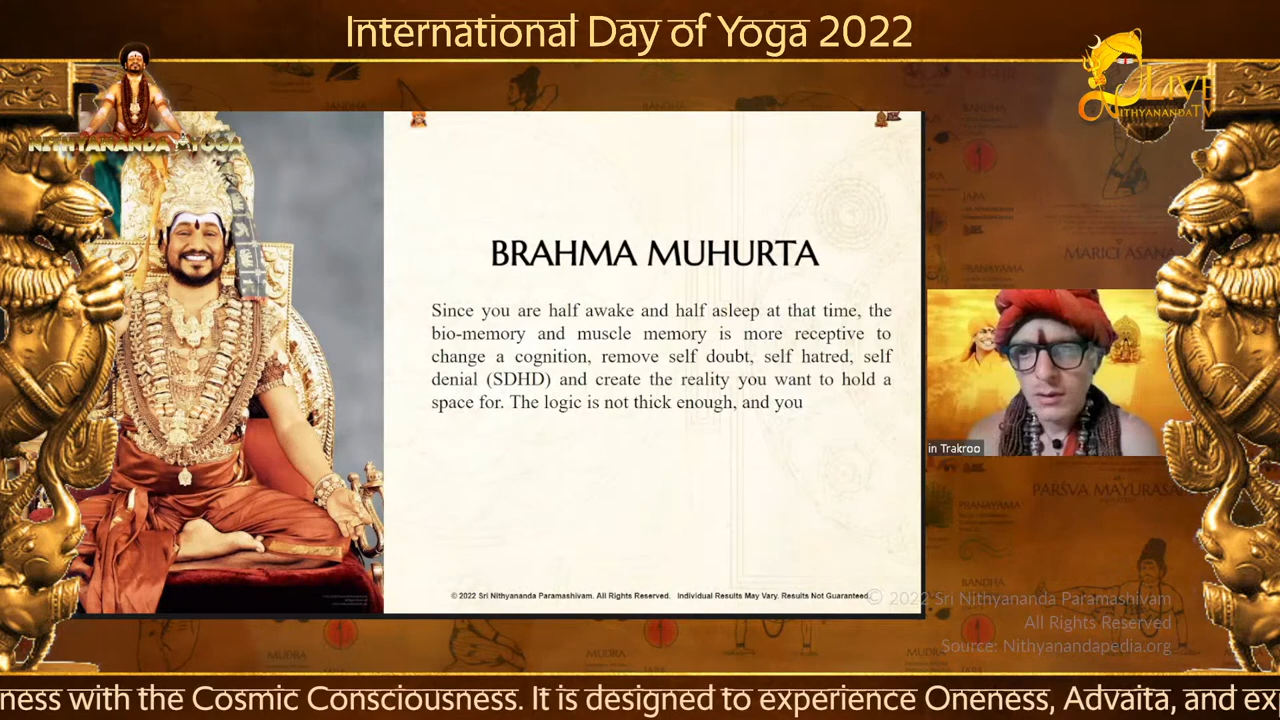 International Day of Yoga 2022
LIVE
NITHYANANDATV
NITHYANANDA YOGA
BRAHMA MUHURTA
Since you are half awake and half asleep at that time, the
bio-memory and muscle memory is more receptive to
change a cognition, remove self doubt, self hatred, self
denial (SDHD) and create the reality you want to hold a
space for. The logic is not thick enough, and you
© 2022 Sri Nithyananda Paramashivam. All Rights Reserved. Individual Results May Vary. Results Not Guaranteed.
MARICI ASANA
in Trakroo
PRANAYAMA
BANDHA
© 2022 Sri Nithyananda Paramashivam
All Rights Reserved
Source: Nithyanandapedia.org
MUDRA
MUDRA
MUDRA
ness with the Cosmic Consciousness. It is designed to experience Oneness, Advaita, and exp